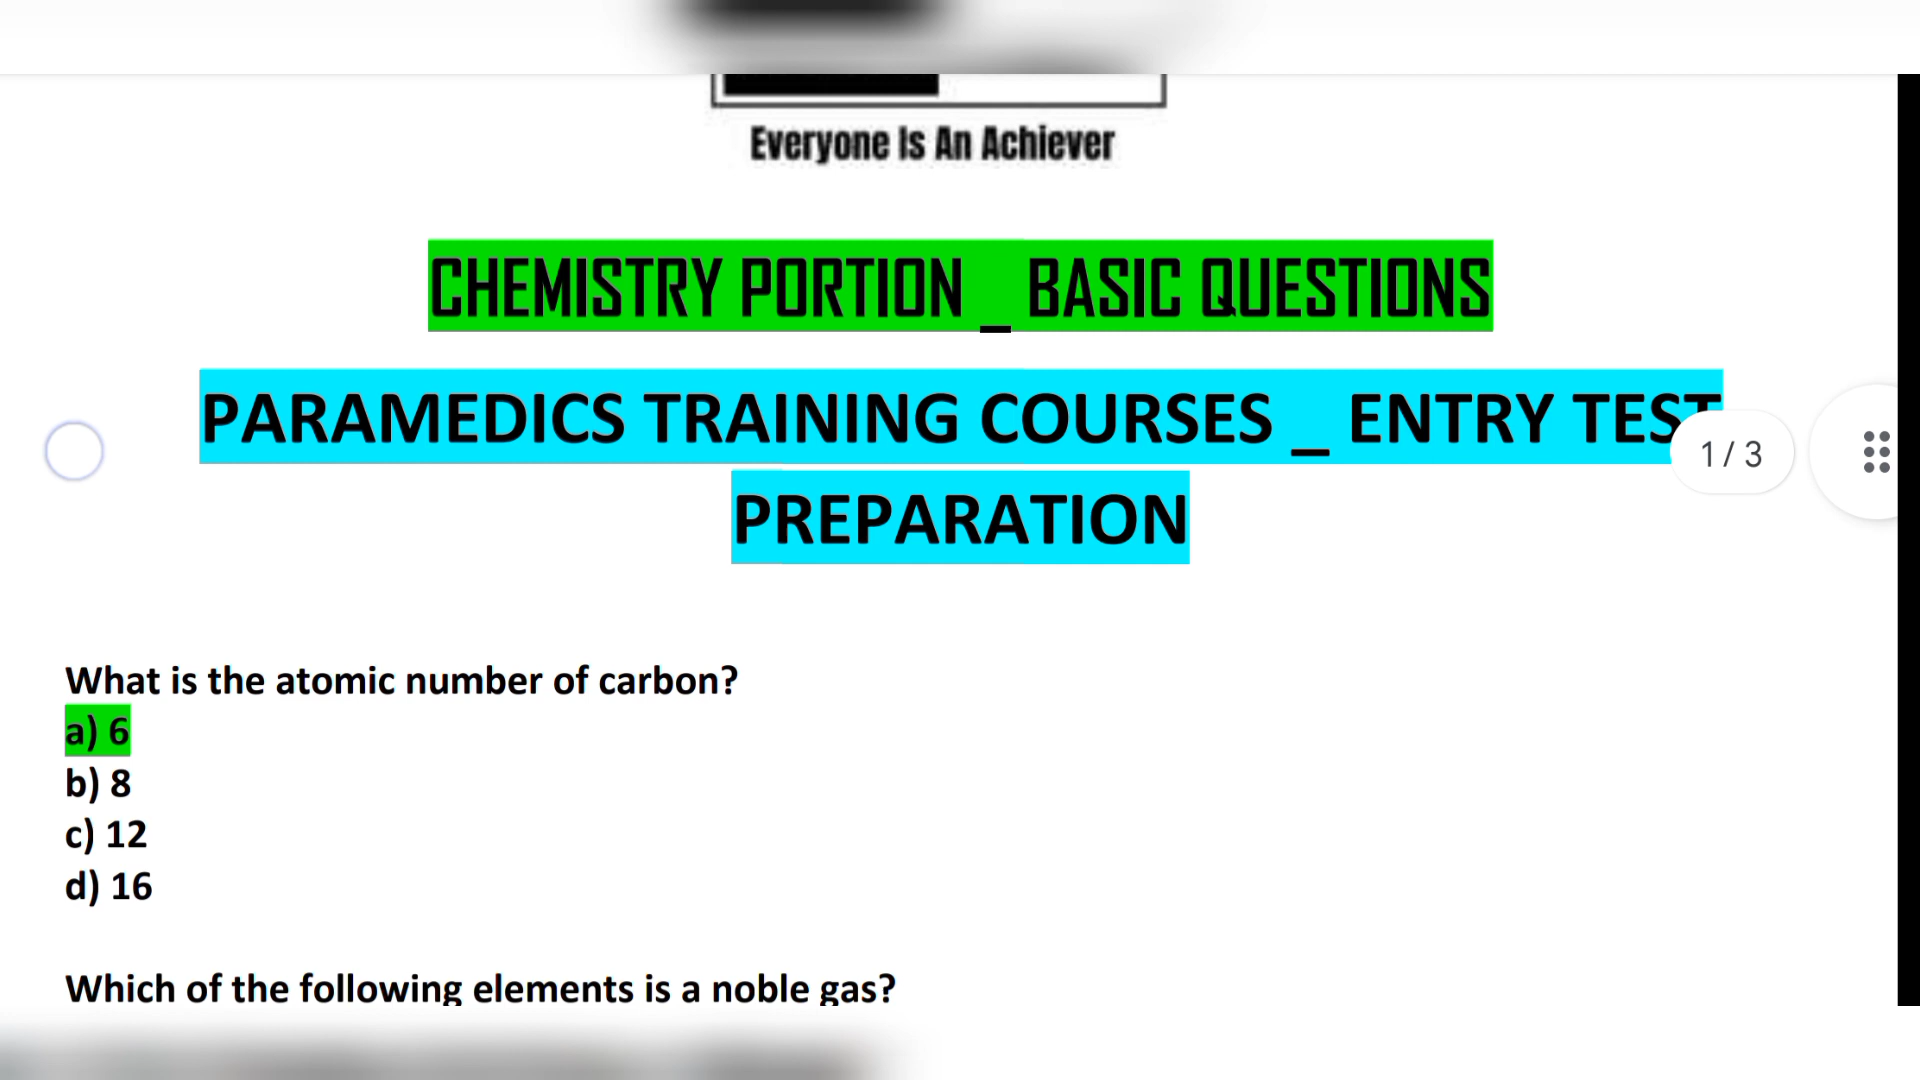 Everyone Is An Achiever
CHEMISTRY PORTION _ BASIC QUESTIONS
PARAMEDICS TRAINING COURSES _ ENTRY TEST
1 / 3
PREPARATION
What is the atomic number of carbon?
a) 6
b) 8
c) 12
d) 16
Which of the following elements is a noble gas?